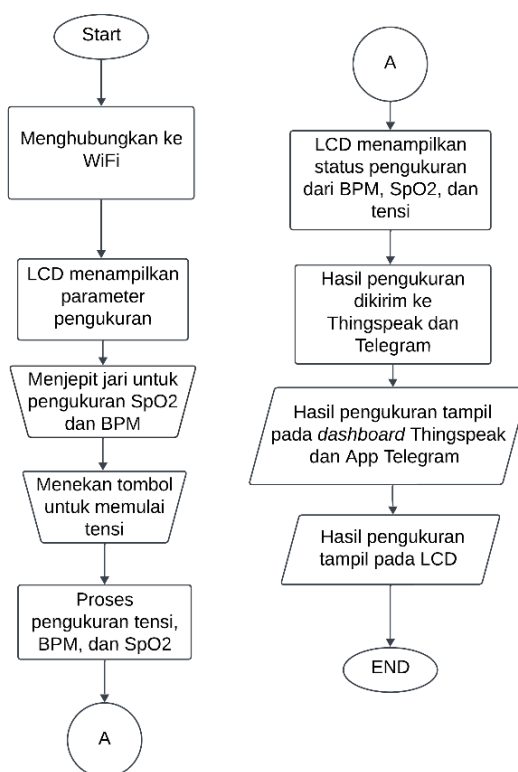 Start
Menghubungkan ke
WiFi
LCD menampilkan
parameter
pengukuran
Menjepit jari untuk
pengukuran SpO2
dan BPM
Menekan tombol
untuk memulai
tensi
Proses
pengukuran tensi,
BPM, dan SpO2
A
A
LCD menampilkan
status pengukuran
dari BPM, SpO2, dan
tensi
Hasil pengukuran
dikirim ke
Thingspeak dan
Telegram
Hasil pengukuran tampil
pada dashboard Thingspeak
dan App Telegram
Hasil pengukuran
tampil pada LCD
END